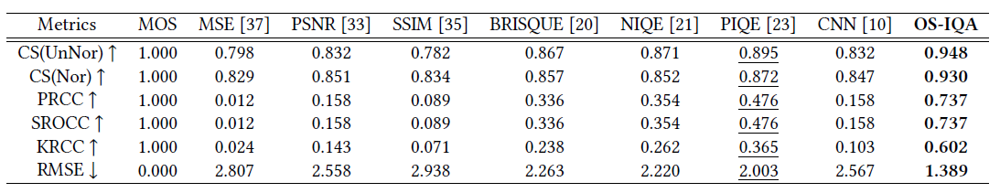 Metrics MOS MSE [37] PSNR [33] SSIM [35] BRISQUE [20] NIQE [21] PIQE [23] CNN [10] OS-IQA
CS(UnNor) ↑ 1.000 0.798 0.832 0.782 0.867 0.871 0.895 0.832 0.948
CS(Nor) ↑ 1.000 0.829 0.851 0.834 0.857 0.852 0.872 0.847 0.930
PRCC ↑ 1.000 0.012 0.158 0.089 0.336 0.354 0.476 0.158 0.737
SROCC ↑ 1.000 0.012 0.158 0.089 0.336 0.354 0.476 0.158 0.737
KRCC ↑ 1.000 0.024 0.143 0.071 0.238 0.262 0.365 0.103 0.602
RMSE ↓ 0.000 2.807 2.558 2.938 2.263 2.220 2.003 2.567 1.389